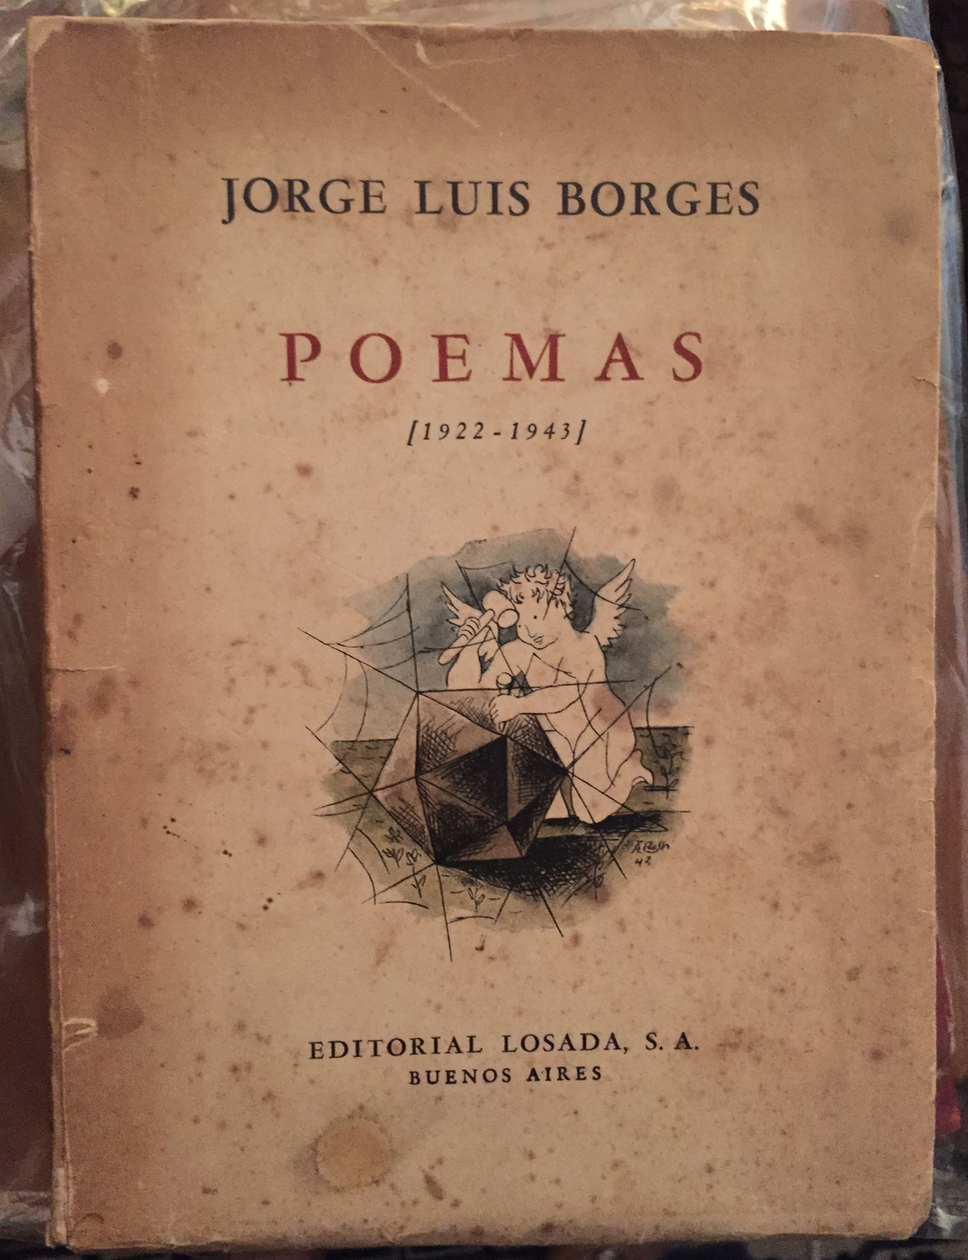 JORGE LUIS BORGES
POEMAS
[1922-1943]
EDITORIAL LOSADA, S. A.
BUENOS AIRES